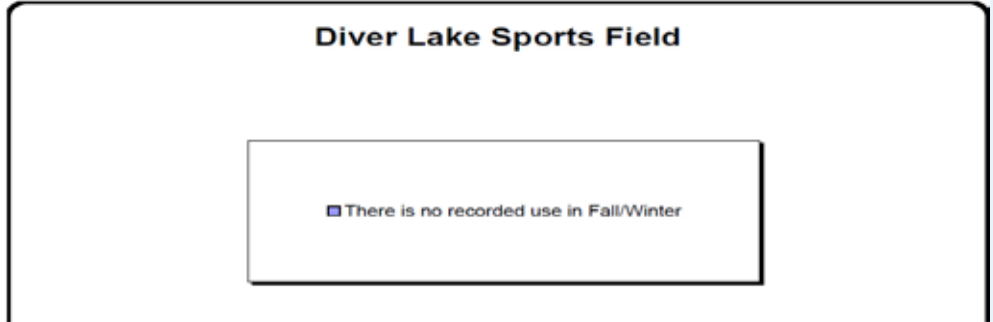 Diver Lake Sports Field
There is no recorded use in Fall/Winter